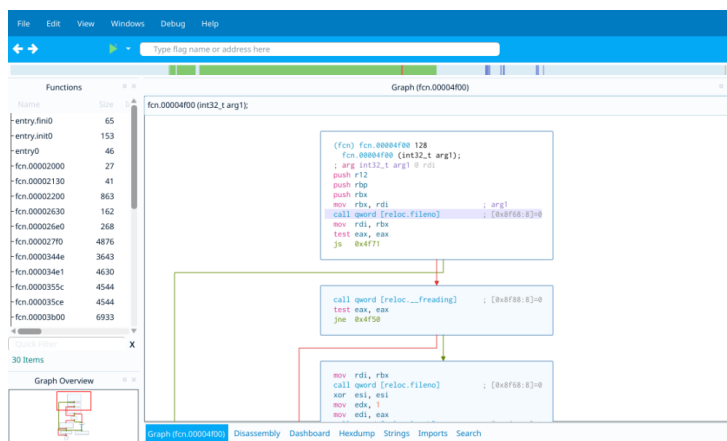 File Edit View Windows Debug Help
Type flag name or address here
Functions
Graph (fcn.00004f00)
Name Size
fcn.00004f00 (int32_t arg1);
entry.fini0 65
entry.init0 153
entry0 46
fcn.00002000 27
fcn.00002130 41
fcn.00002200 863
fcn.00002630 162
fcn.000026e0 268
fcn.000027f0 4876
fcn.0000344e 3643
fcn.000034e1 4630
fcn.0000355c 4544
fcn.000035ce 4544
fcn.00003b00 6933
Quick Filter X
30 Items
Graph Overview
(fcn) fcn.00004f00 128
fcn.00004f00 (int32_t arg1);
; arg int32_t arg1 @ rdi
push r12
push rbp
push rbx
mov rbx, rdi ; arg1
call qword [reloc.fileno] ; [0x8f68:8]=0
mov rdi, rbx
test eax, eax
js 0x4f71
call qword [reloc.__freading] ; [0x8f88:8]=0
test eax, eax
jne 0x4f50
mov rdi, rbx
call qword [reloc.fileno] ; [0x8f68:8]=0
xor esi, esi
mov edx, 1
mov edi, eax
Graph (fcn.00004f00) Disassembly Dashboard Hexdump Strings Imports Search